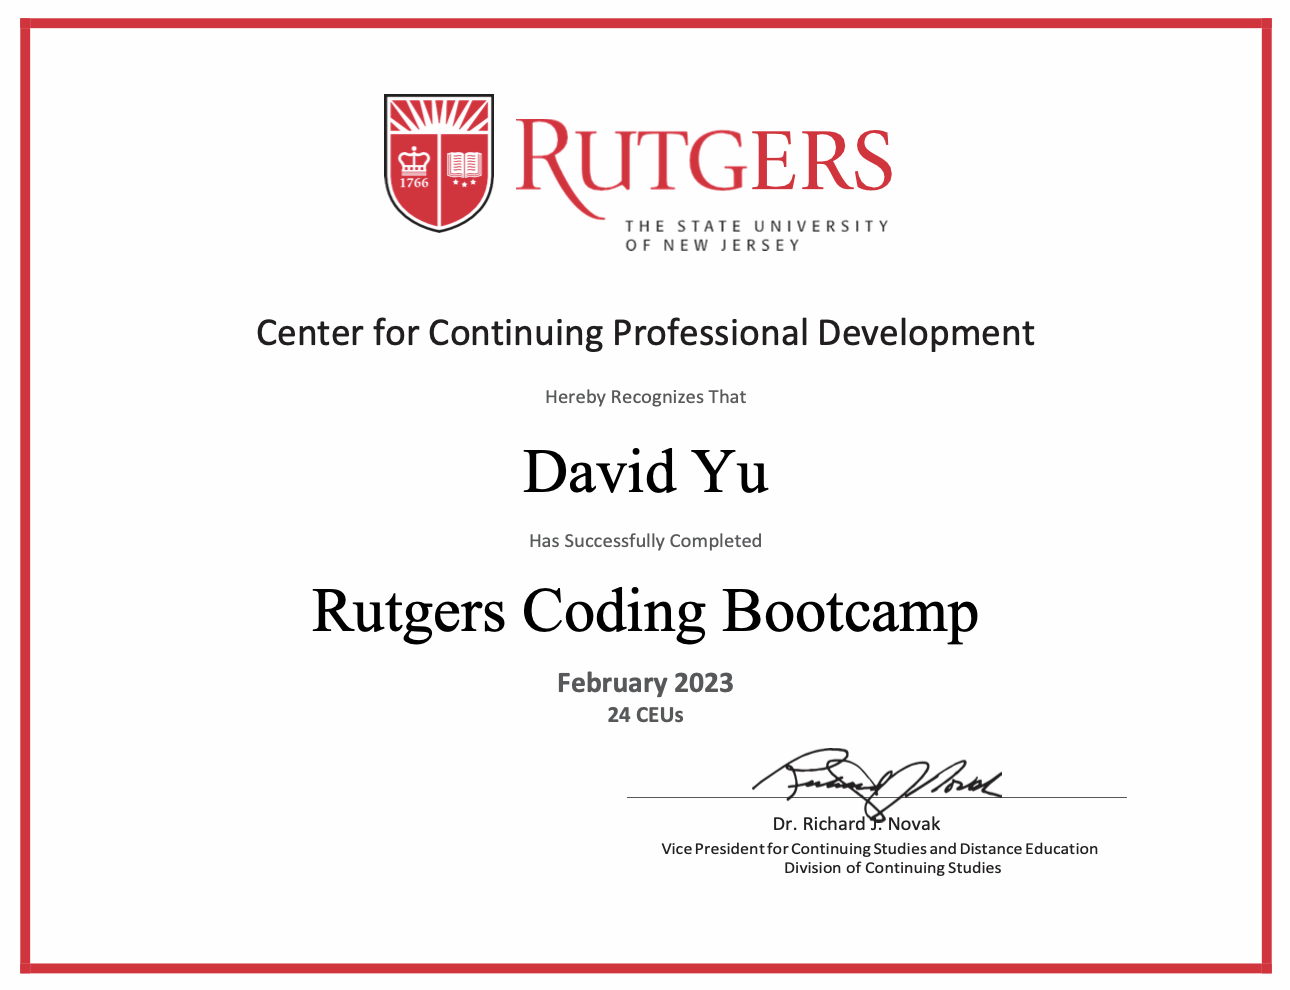 1766
RUTGERS
THE STATE UNIVERSITY
OF NEW JERSEY
Center for Continuing Professional Development
Hereby Recognizes That
David Yu
Has Successfully Completed
Rutgers Coding Bootcamp
February 2023
24 CEUs
Richard J. Novak
Dr. Richard J. Novak
Vice President for Continuing Studies and Distance Education
Division of Continuing Studies